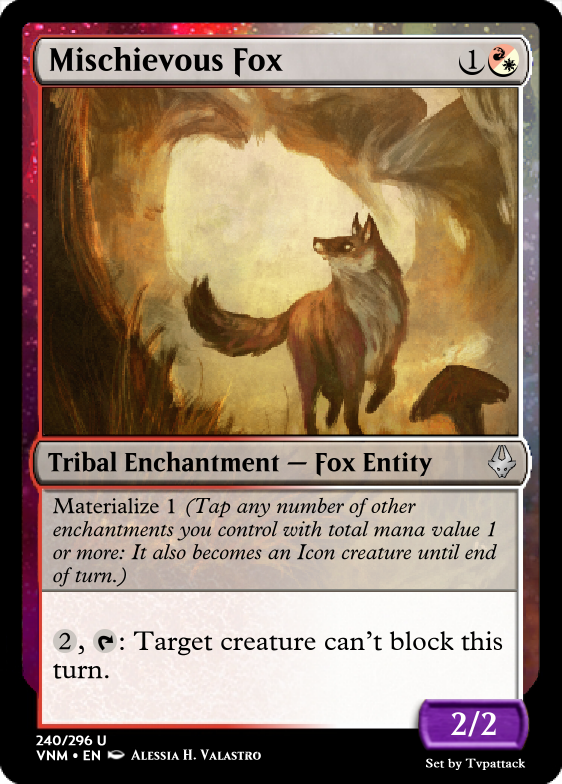 Mischievous Fox 1
Tribal Enchantment — Fox Entity
Materialize 1 (Tap any number of other
enchantments you control with total mana value 1
or more: It also becomes an Icon creature until end
of turn.)
2, : Target creature can't block this
turn.
2/2
240/296 U
VNM • EN Alessia H. Valastro
Set by Tvpattack